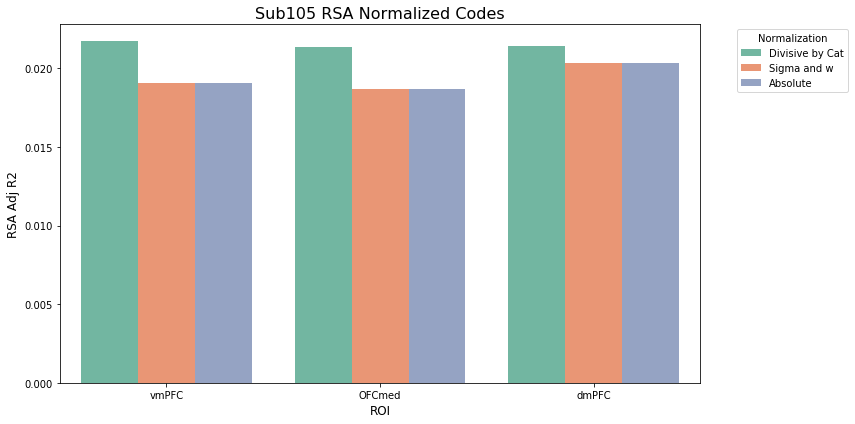 Sub105 RSA Normalized Codes
Normalization
Divisive by Cat
Sigma and w
Absolute
RSA Adj R2
0.020
0.015
0.010
0.005
0.000
vmPFC
OFCmed
dmPFC
ROI